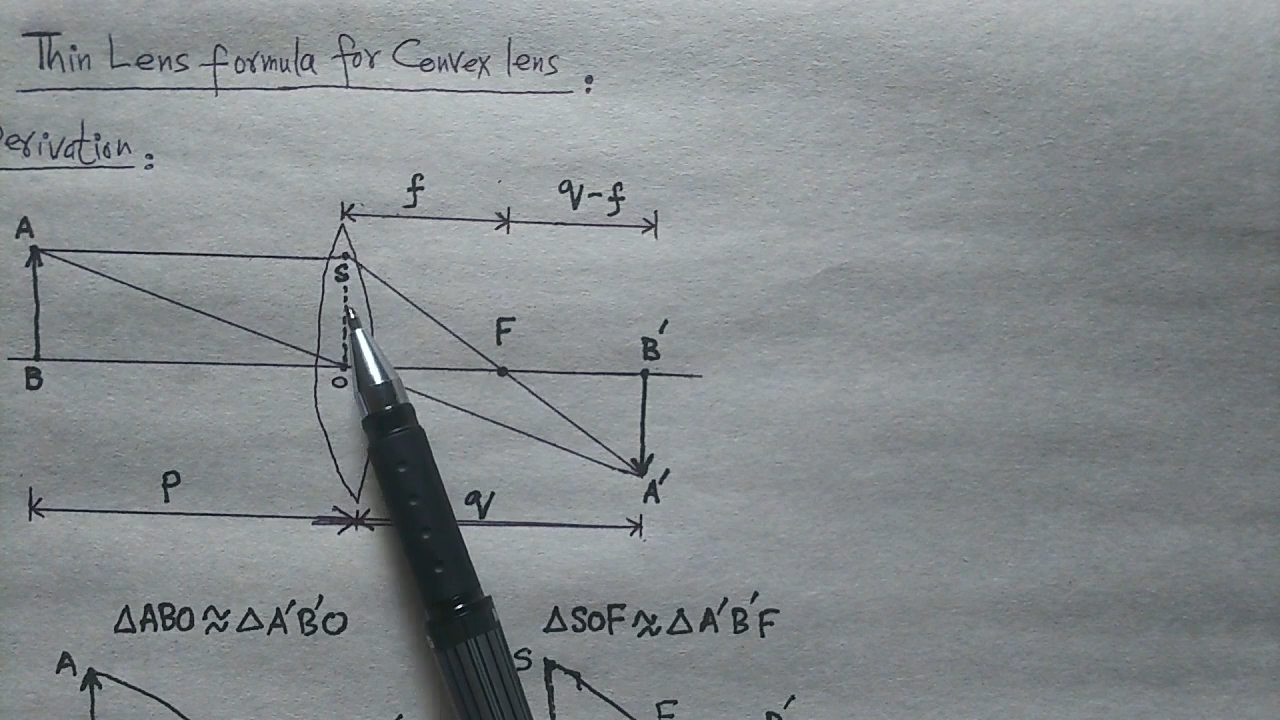 Thin Lens formula for Convex lens :
Derivation :
f q-f
A
S
F B′
B O
A′
P q
ΔABO ≈ ΔA′B′O ΔSOF ≈ ΔA′B′F
A S
F B′